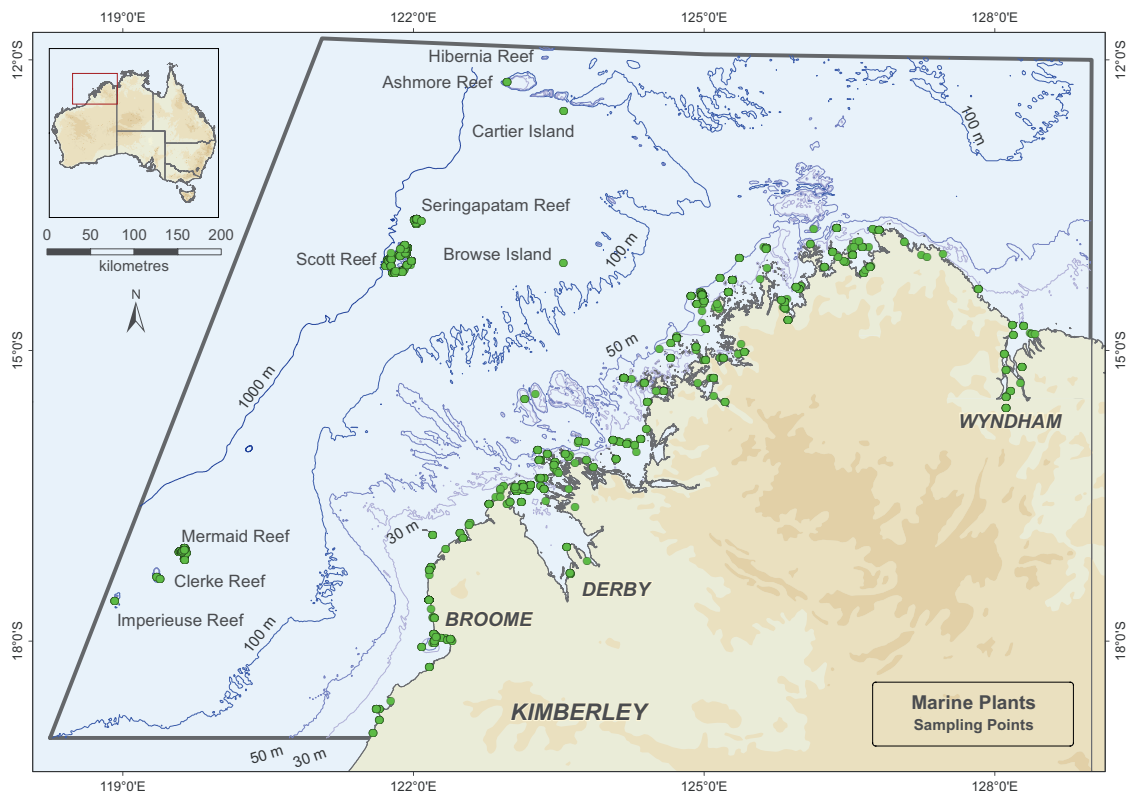 119°0'E 122°0'E 125°0'E 128°0'E
12°0'S
12°0'S
Hibernia Reef
Ashmore Reef
Cartier Island
100 m
Seringapatam Reef
0 50 100 150 200
kilometres
Scott Reef
Browse Island
100 m
N
50 m
15°0'S
15°0'S
1000 m
WYNDHAM
30 m
Mermaid Reef
Clerke Reef
DERBY
Imperieuse Reef
BROOME
100 m
18°0'S
18°0'S
KIMBERLEY
Marine Plants
Sampling Points
50 m
30 m
119°0'E 122°0'E 125°0'E 128°0'E